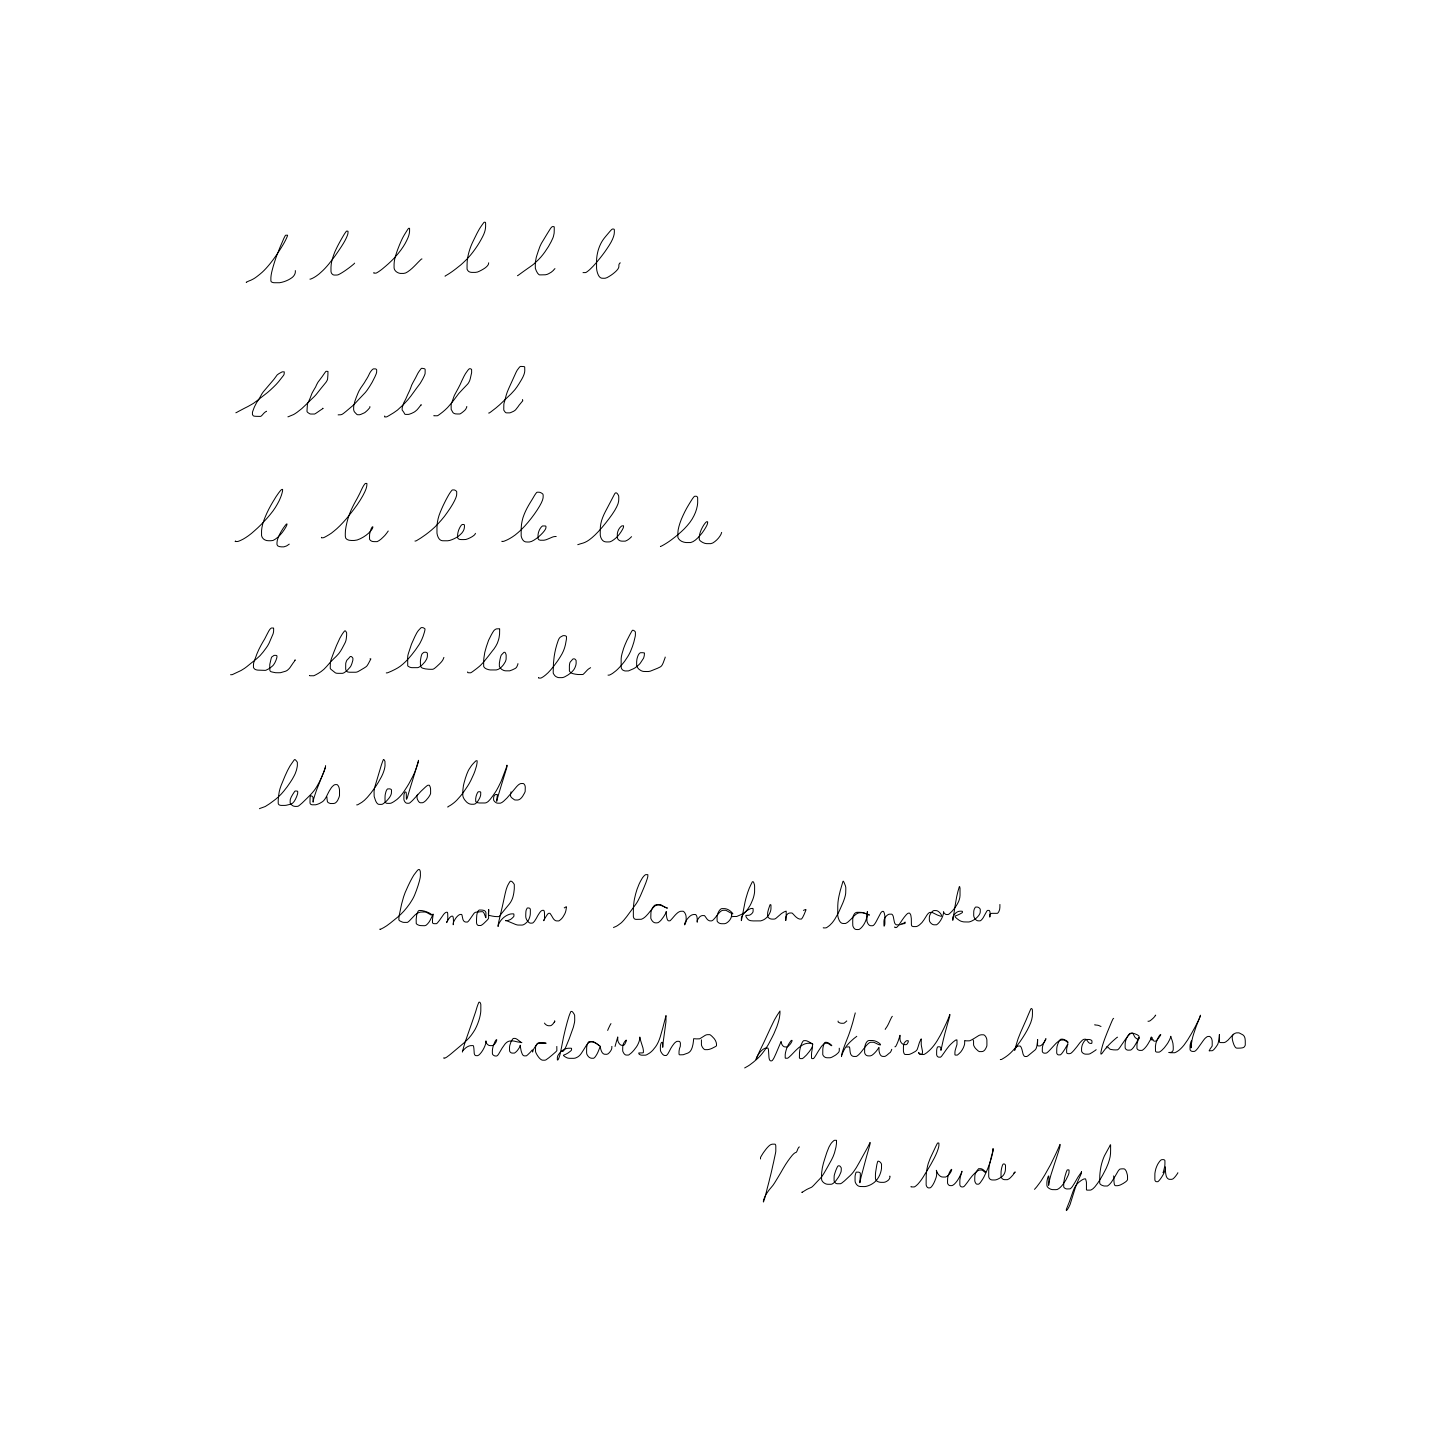 l l l l l l
l l l l l l
le le le le le le
le le le le le le
leto leto leto
lamoken lamoken lamoken
hračkárstvo hračkárstvo hračkárstvo
V lete bude teplo a